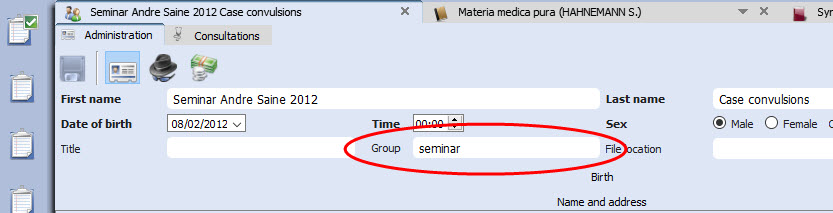 Seminar Andre Saine 2012 Case convulsions
Materia medica pura (HAHNEMANN S.)
Syn
Administration
Consultations
First name Seminar Andre Saine 2012 Last name Case convulsions
Date of birth 08/02/2012 Time 00:00 Sex Male Female
Title Group seminar File location
Birth
Name and address